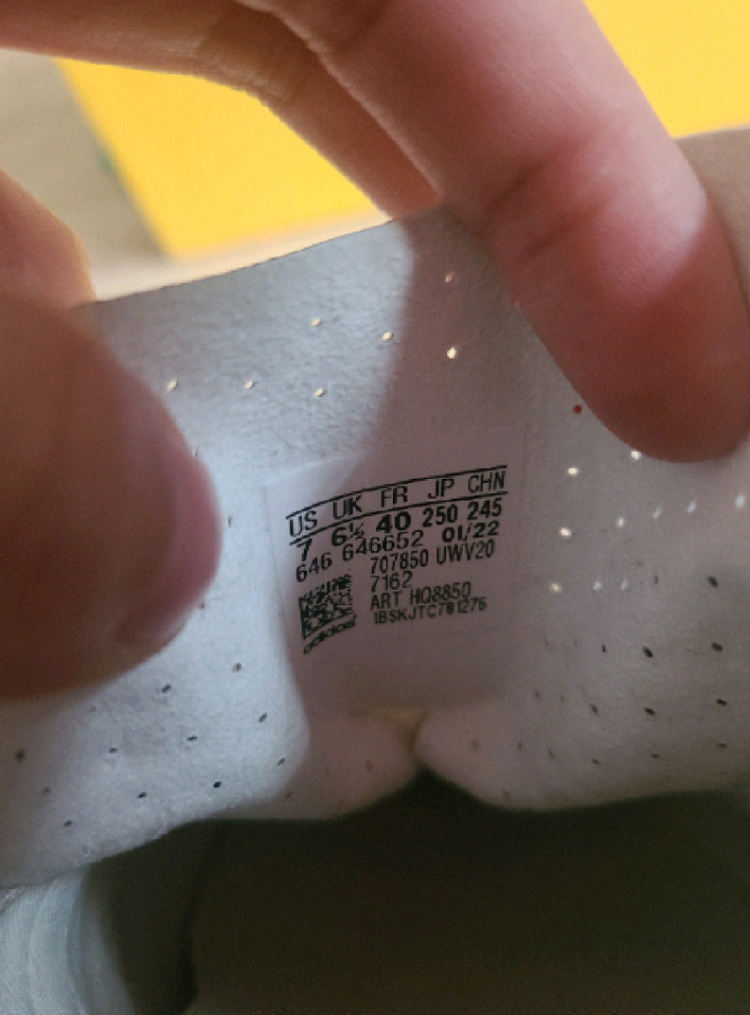 US UK FR JP CHN
7 6½ 40 250 245
646 646652 01/22
707850 UWV20
7162
ART HQ8850
adidas